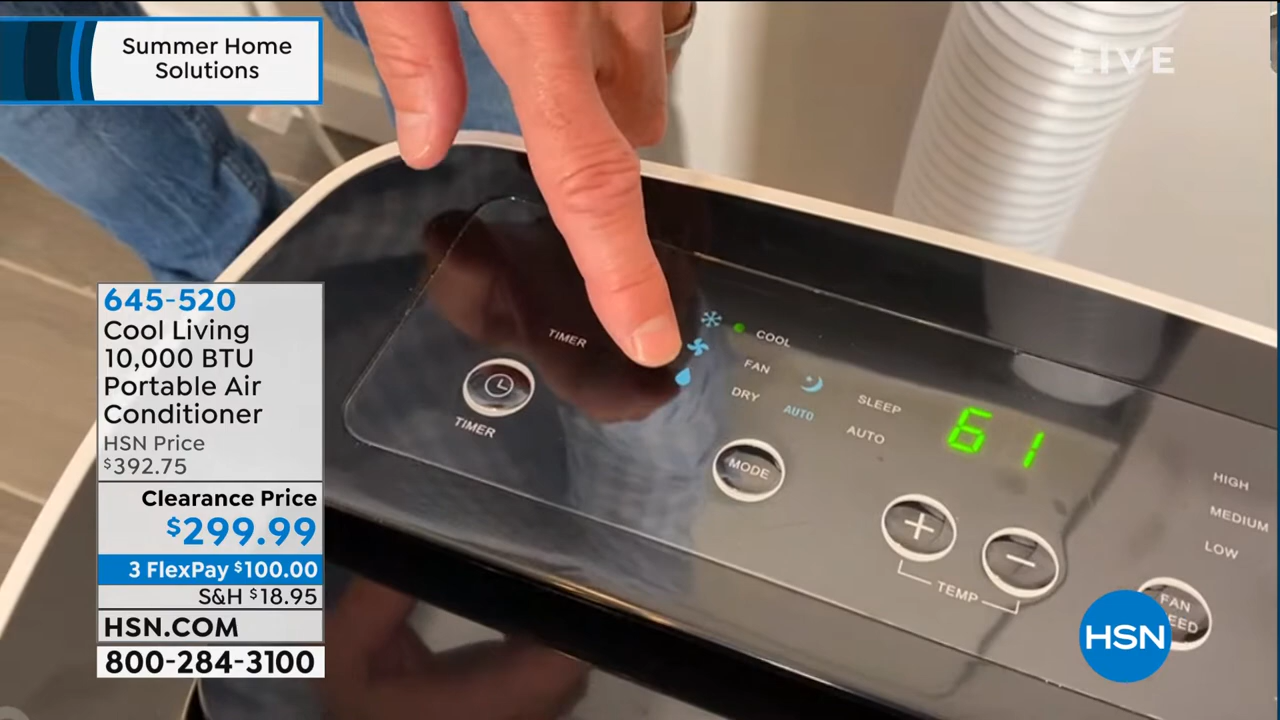 Summer Home
Solutions
LIVE
645-520
Cool Living
10,000 BTU
Portable Air
Conditioner
HSN Price
$392.75
Clearance Price
$299.99
3 FlexPay $100.00
S&H $18.95
HSN.COM
800-284-3100
TIMER
TIMER
COOL
FAN
DRY
AUTO
SLEEP
AUTO
MODE
61
+
-
TEMP
HIGH
MEDIUM
LOW
FAN
HSN